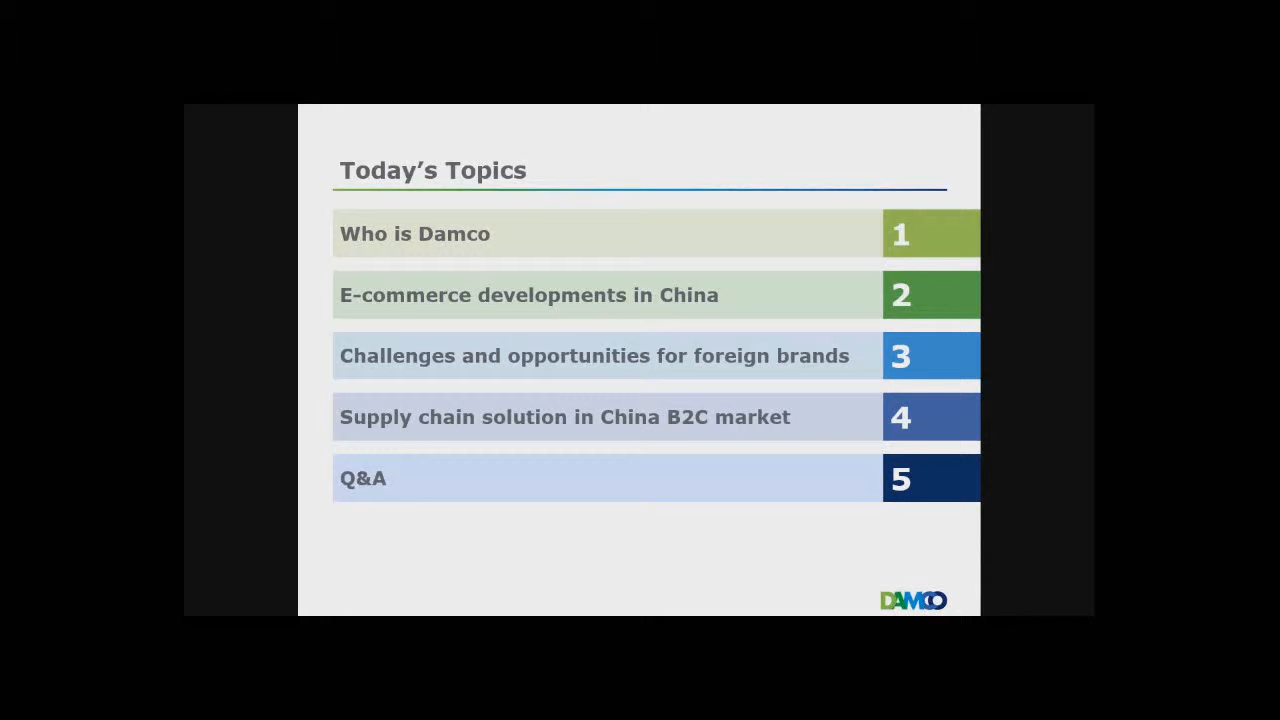 Today’s Topics
Who is Damco 1
E-commerce developments in China 2
Challenges and opportunities for foreign brands 3
Supply chain solution in China B2C market 4
Q&A 5
DAMCO